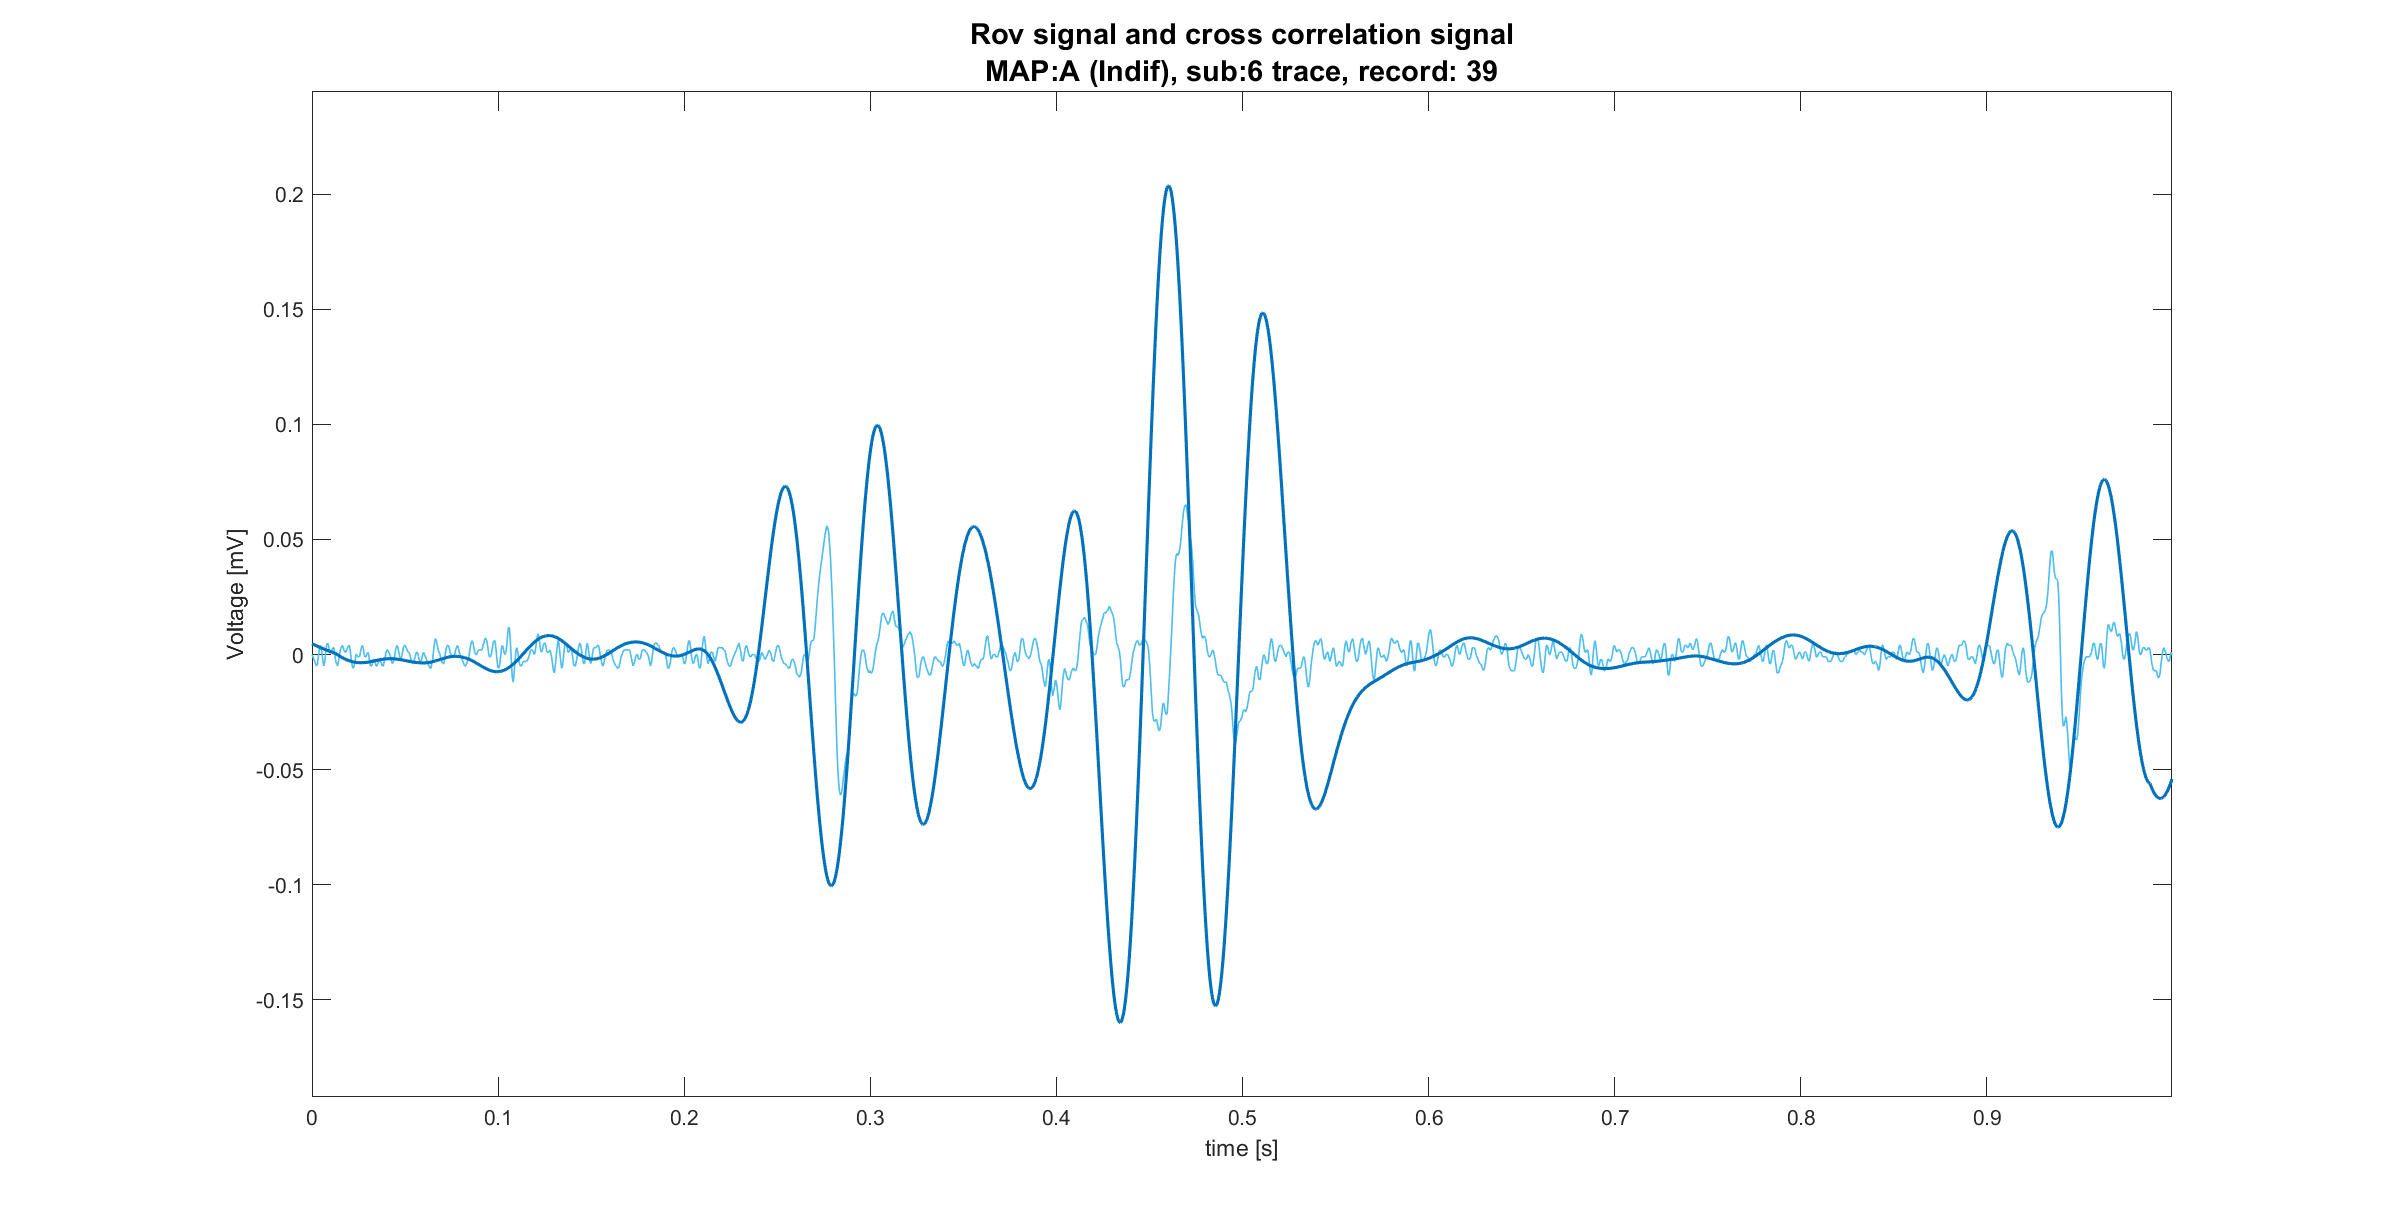 Rov signal and cross correlation signal
MAP:A (Indif), sub:6 trace, record: 39
Voltage [mV]
0.2
0.15
0.1
0.05
0
-0.05
-0.1
-0.15
0 0.1 0.2 0.3 0.4 0.5 0.6 0.7 0.8 0.9
time [s]